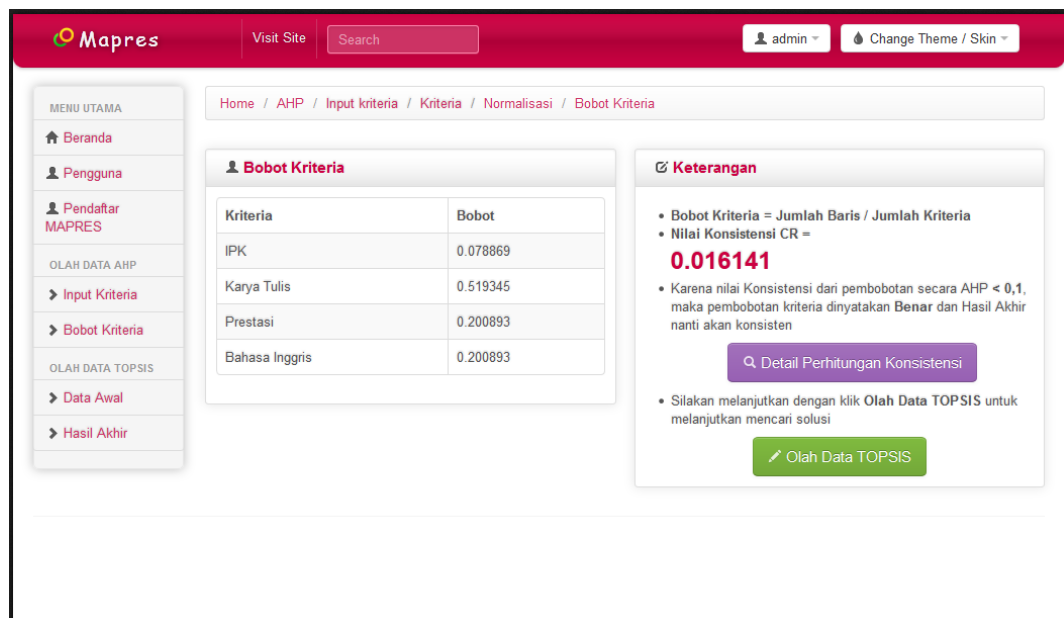 Mapres
Visit Site
Search
admin
Change Theme / Skin
MENU UTAMA
Beranda
Pengguna
Pendaftar
MAPRES
OLAH DATA AHP
Input Kriteria
Bobot Kriteria
OLAH DATA TOPSIS
Data Awal
Hasil Akhir
Home / AHP / Input kriteria / Kriteria / Normalisasi / Bobot Kriteria
Bobot Kriteria
Kriteria Bobot
IPK 0.078869
Karya Tulis 0.519345
Prestasi 0.200893
Bahasa Inggris 0.200893
Keterangan
• Bobot Kriteria = Jumlah Baris / Jumlah Kriteria
• Nilai Konsistensi CR =
0.016141
• Karena nilai Konsistensi dari pembobotan secara AHP < 0,1,
maka pembobotan kriteria dinyatakan Benar dan Hasil Akhir
nanti akan konsisten
Detail Perhitungan Konsistensi
• Silakan melanjutkan dengan klik Olah Data TOPSIS untuk
melanjutkan mencari solusi
Olah Data TOPSIS